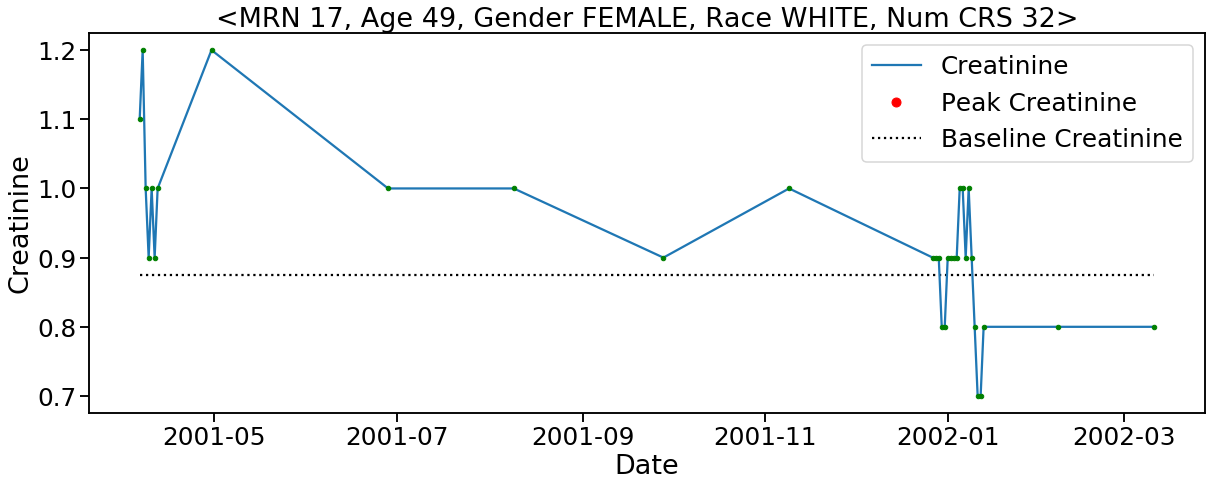 <MRN 17, Age 49, Gender FEMALE, Race WHITE, Num CRS 32>
Creatinine
Peak Creatinine
Baseline Creatinine
1.2
1.1
1.0
0.9
0.8
0.7
Creatinine
2001-05 2001-07 2001-09 2001-11 2002-01 2002-03
Date